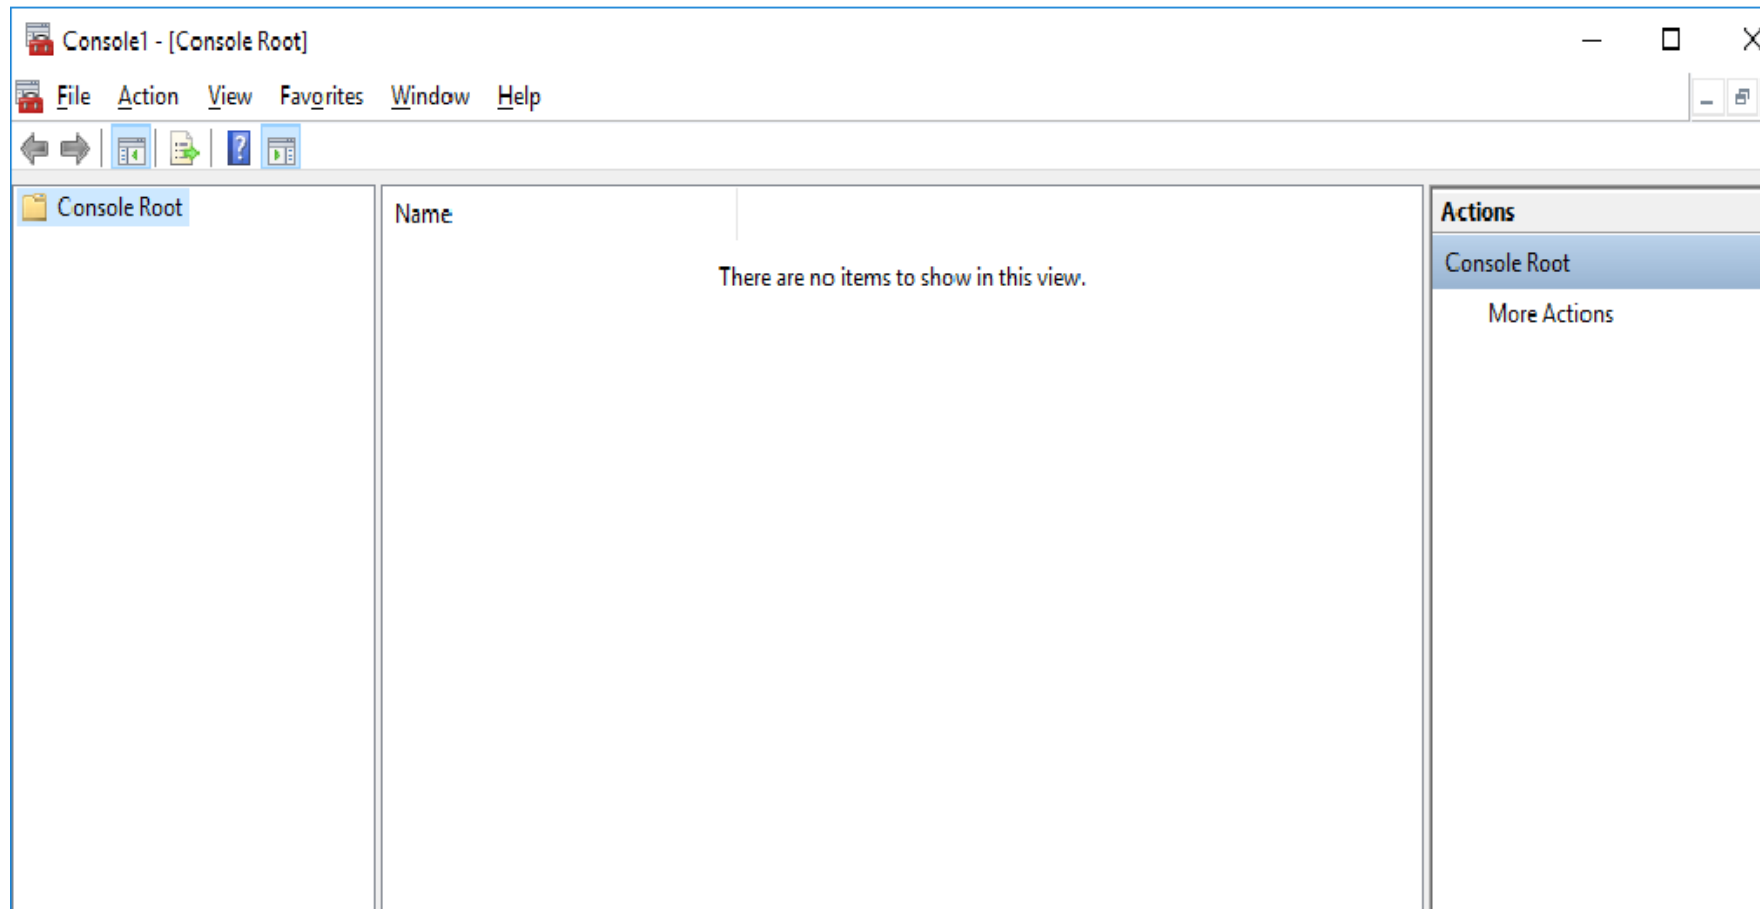 Console1 - [Console Root]
File Action View Favorites Window Help
?
Console Root
Name
There are no items to show in this view.
Actions
Console Root
More Actions